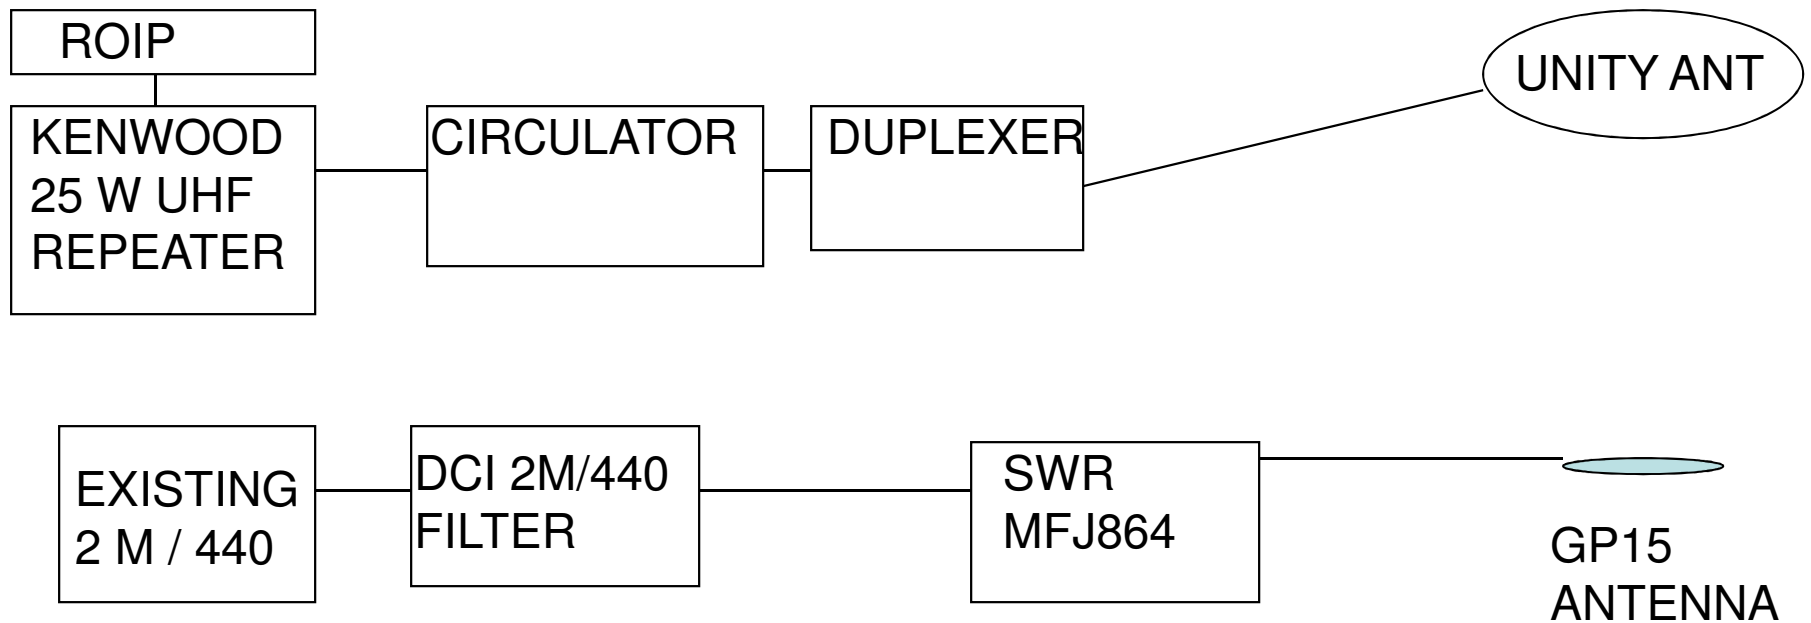 ROIP
KENWOOD
25 W UHF
REPEATER
CIRCULATOR
DUPLEXER
UNITY ANT
EXISTING
2 M / 440
DCI 2M/440
FILTER
SWR
MFJ864
GP15
ANTENNA